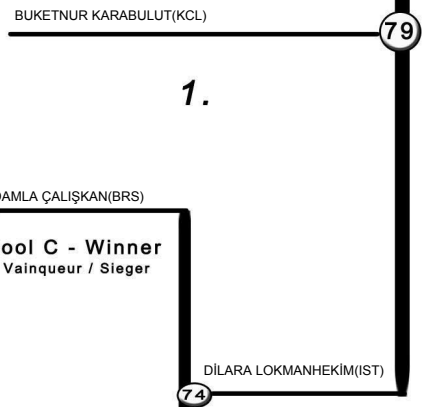 BUKETNUR KARABULUT(KCL)
79
1.
DAMLA ÇALIŞKAN(BRS)
ool C - Winner
Vainqueur / Sieger
DİLARA LOKMANHEKİM(IST)
74